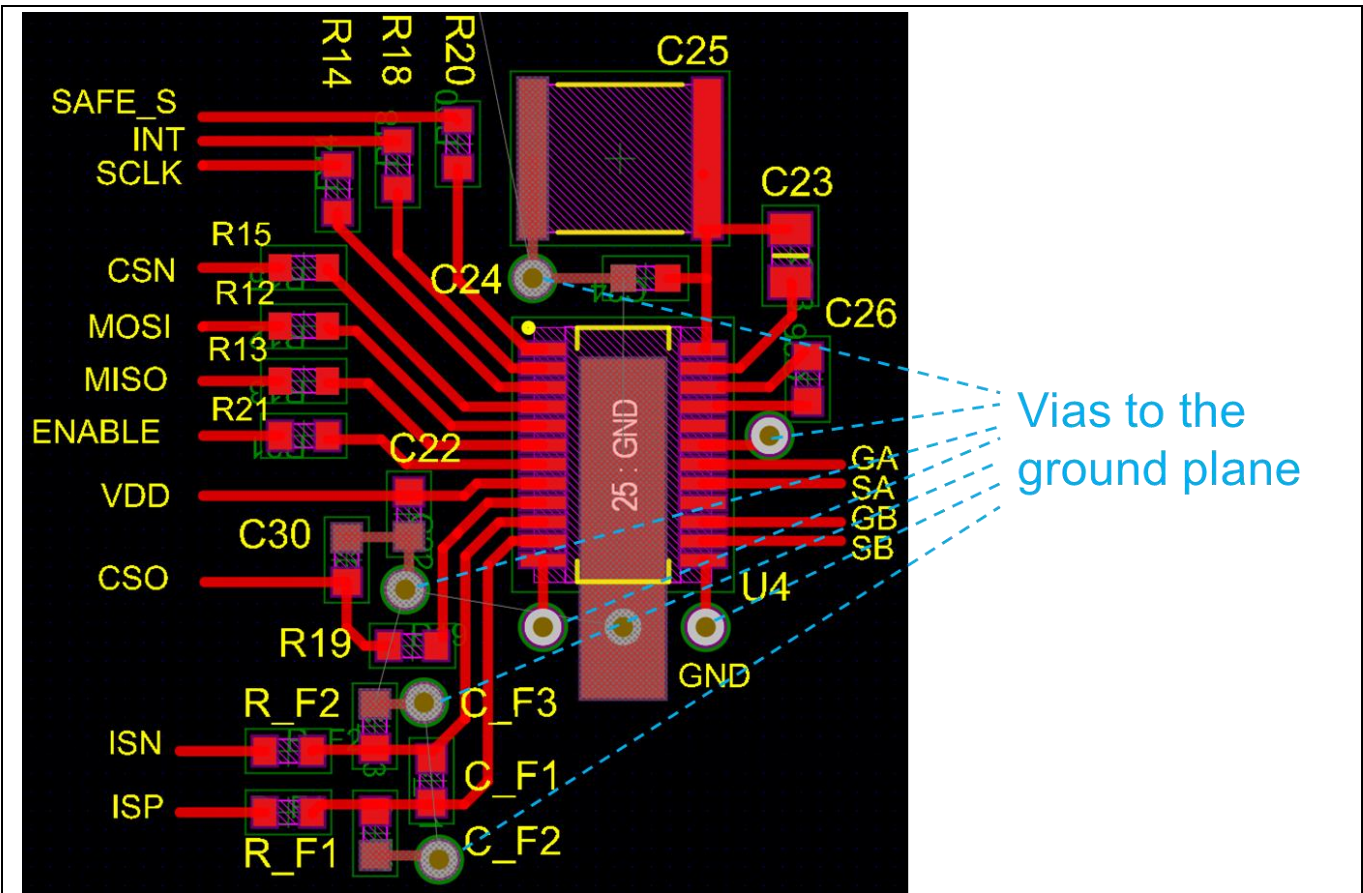 R14
R18
R20
C25
SAFE_S
INT
SCLK
C23
R15
CSN
C24
R12
C26
MOSI
R13
MISO
R21
ENABLE
C22
25 : GND
Vias to the
ground plane
GA
SA
GB
SB
VDD
C30
CSO
U4
R19
GND
R_F2
C_F3
ISN
C_F1
ISP
R_F1
C_F2